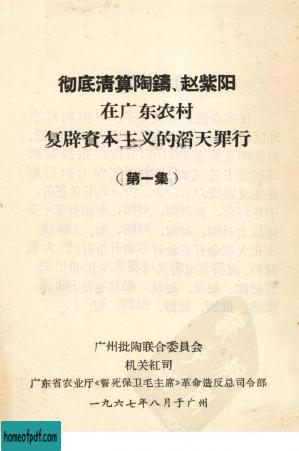 彻底清算陶鑄、赵紫阳
在广东农村
复辟資本主义的滔天罪行
（第一集）
广州批陶联合委員会
机关紅司
广东省农业厅《誓死保卫毛主席》革命造反总司令部
一九六七年八月于广州
homeofpdf.com
homeofpdf.com